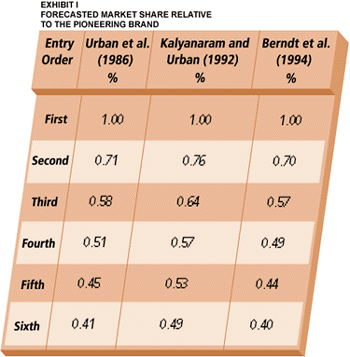 EXHIBIT I
FORECASTED MARKET SHARE RELATIVE
TO THE PIONEERING BRAND
Entry Order Urban et al. (1986) % Kalyanaram and Urban (1992) % Berndt et al. (1994) %
First 1.00 1.00 1.00
Second 0.71 0.76 0.70
Third 0.58 0.64 0.57
Fourth 0.51 0.57 0.49
Fifth 0.45 0.53 0.44
Sixth 0.41 0.49 0.40